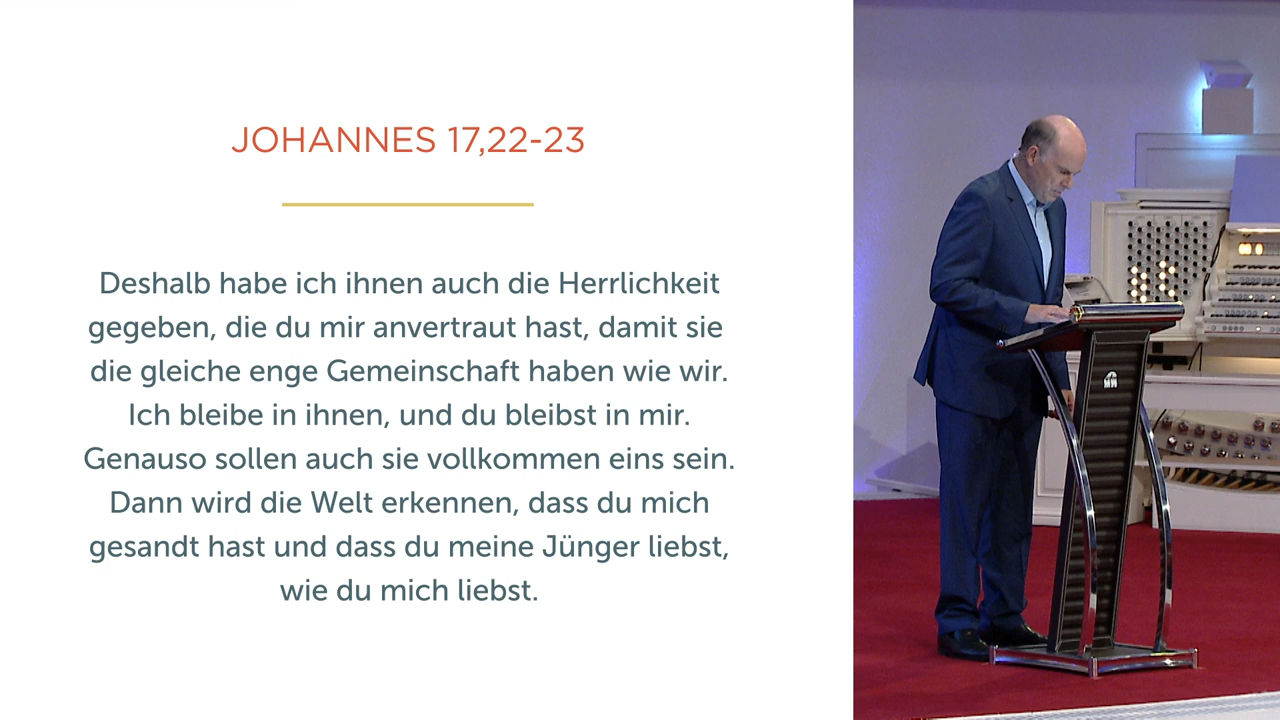 JOHANNES 17,22-23
Deshalb habe ich ihnen auch die Herrlichkeit
gegeben, die du mir anvertraut hast, damit sie
die gleiche enge Gemeinschaft haben wie wir.
Ich bleibe in ihnen, und du bleibst in mir.
Genauso sollen auch sie vollkommen eins sein.
Dann wird die Welt erkennen, dass du mich
gesandt hast und dass du meine Jünger liebst,
wie du mich liebst.